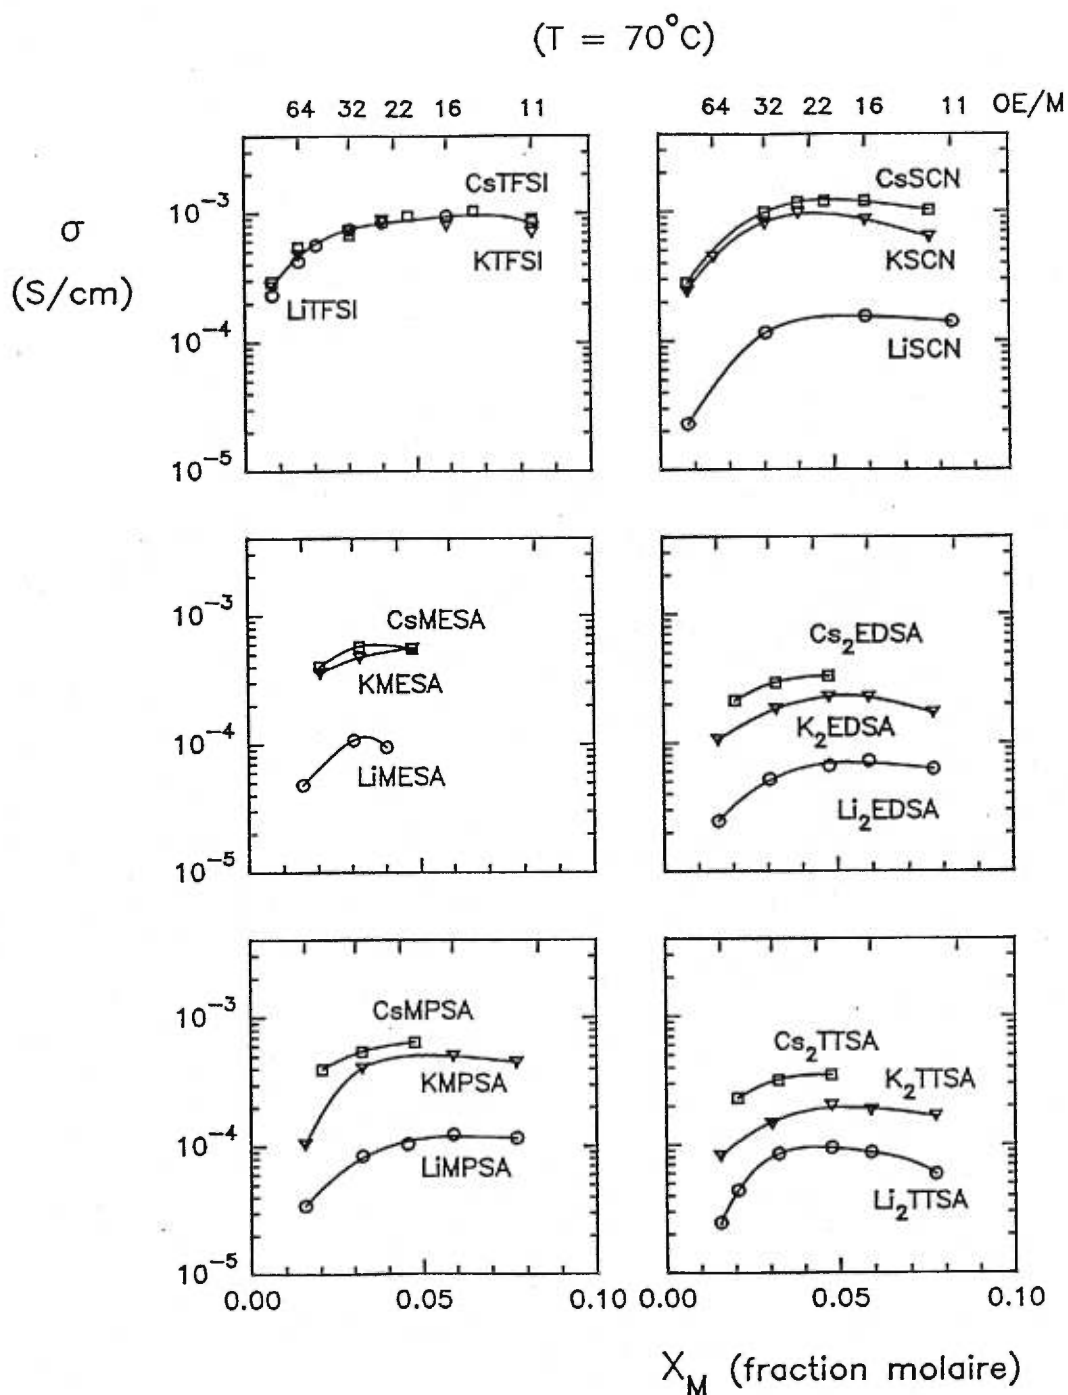 (T = 70°C)
64 32 22 16 11
64 32 22 16 11 OE/M
σ
(S/cm)
10⁻³
10⁻⁴
10⁻⁵
CsTFSI
KTFSI
LiTFSI
CsSCN
KSCN
LiSCN
10⁻³
10⁻⁴
10⁻⁵
CsMESA
KMESA
LiMESA
Cs₂EDSA
K₂EDSA
Li₂EDSA
10⁻³
10⁻⁴
10⁻⁵
CsMPSA
KMPSA
LiMPSA
Cs₂TTSA
K₂TTSA
Li₂TTSA
0.00 0.05 0.10
0.00 0.05 0.10
X_M (fraction molaire)